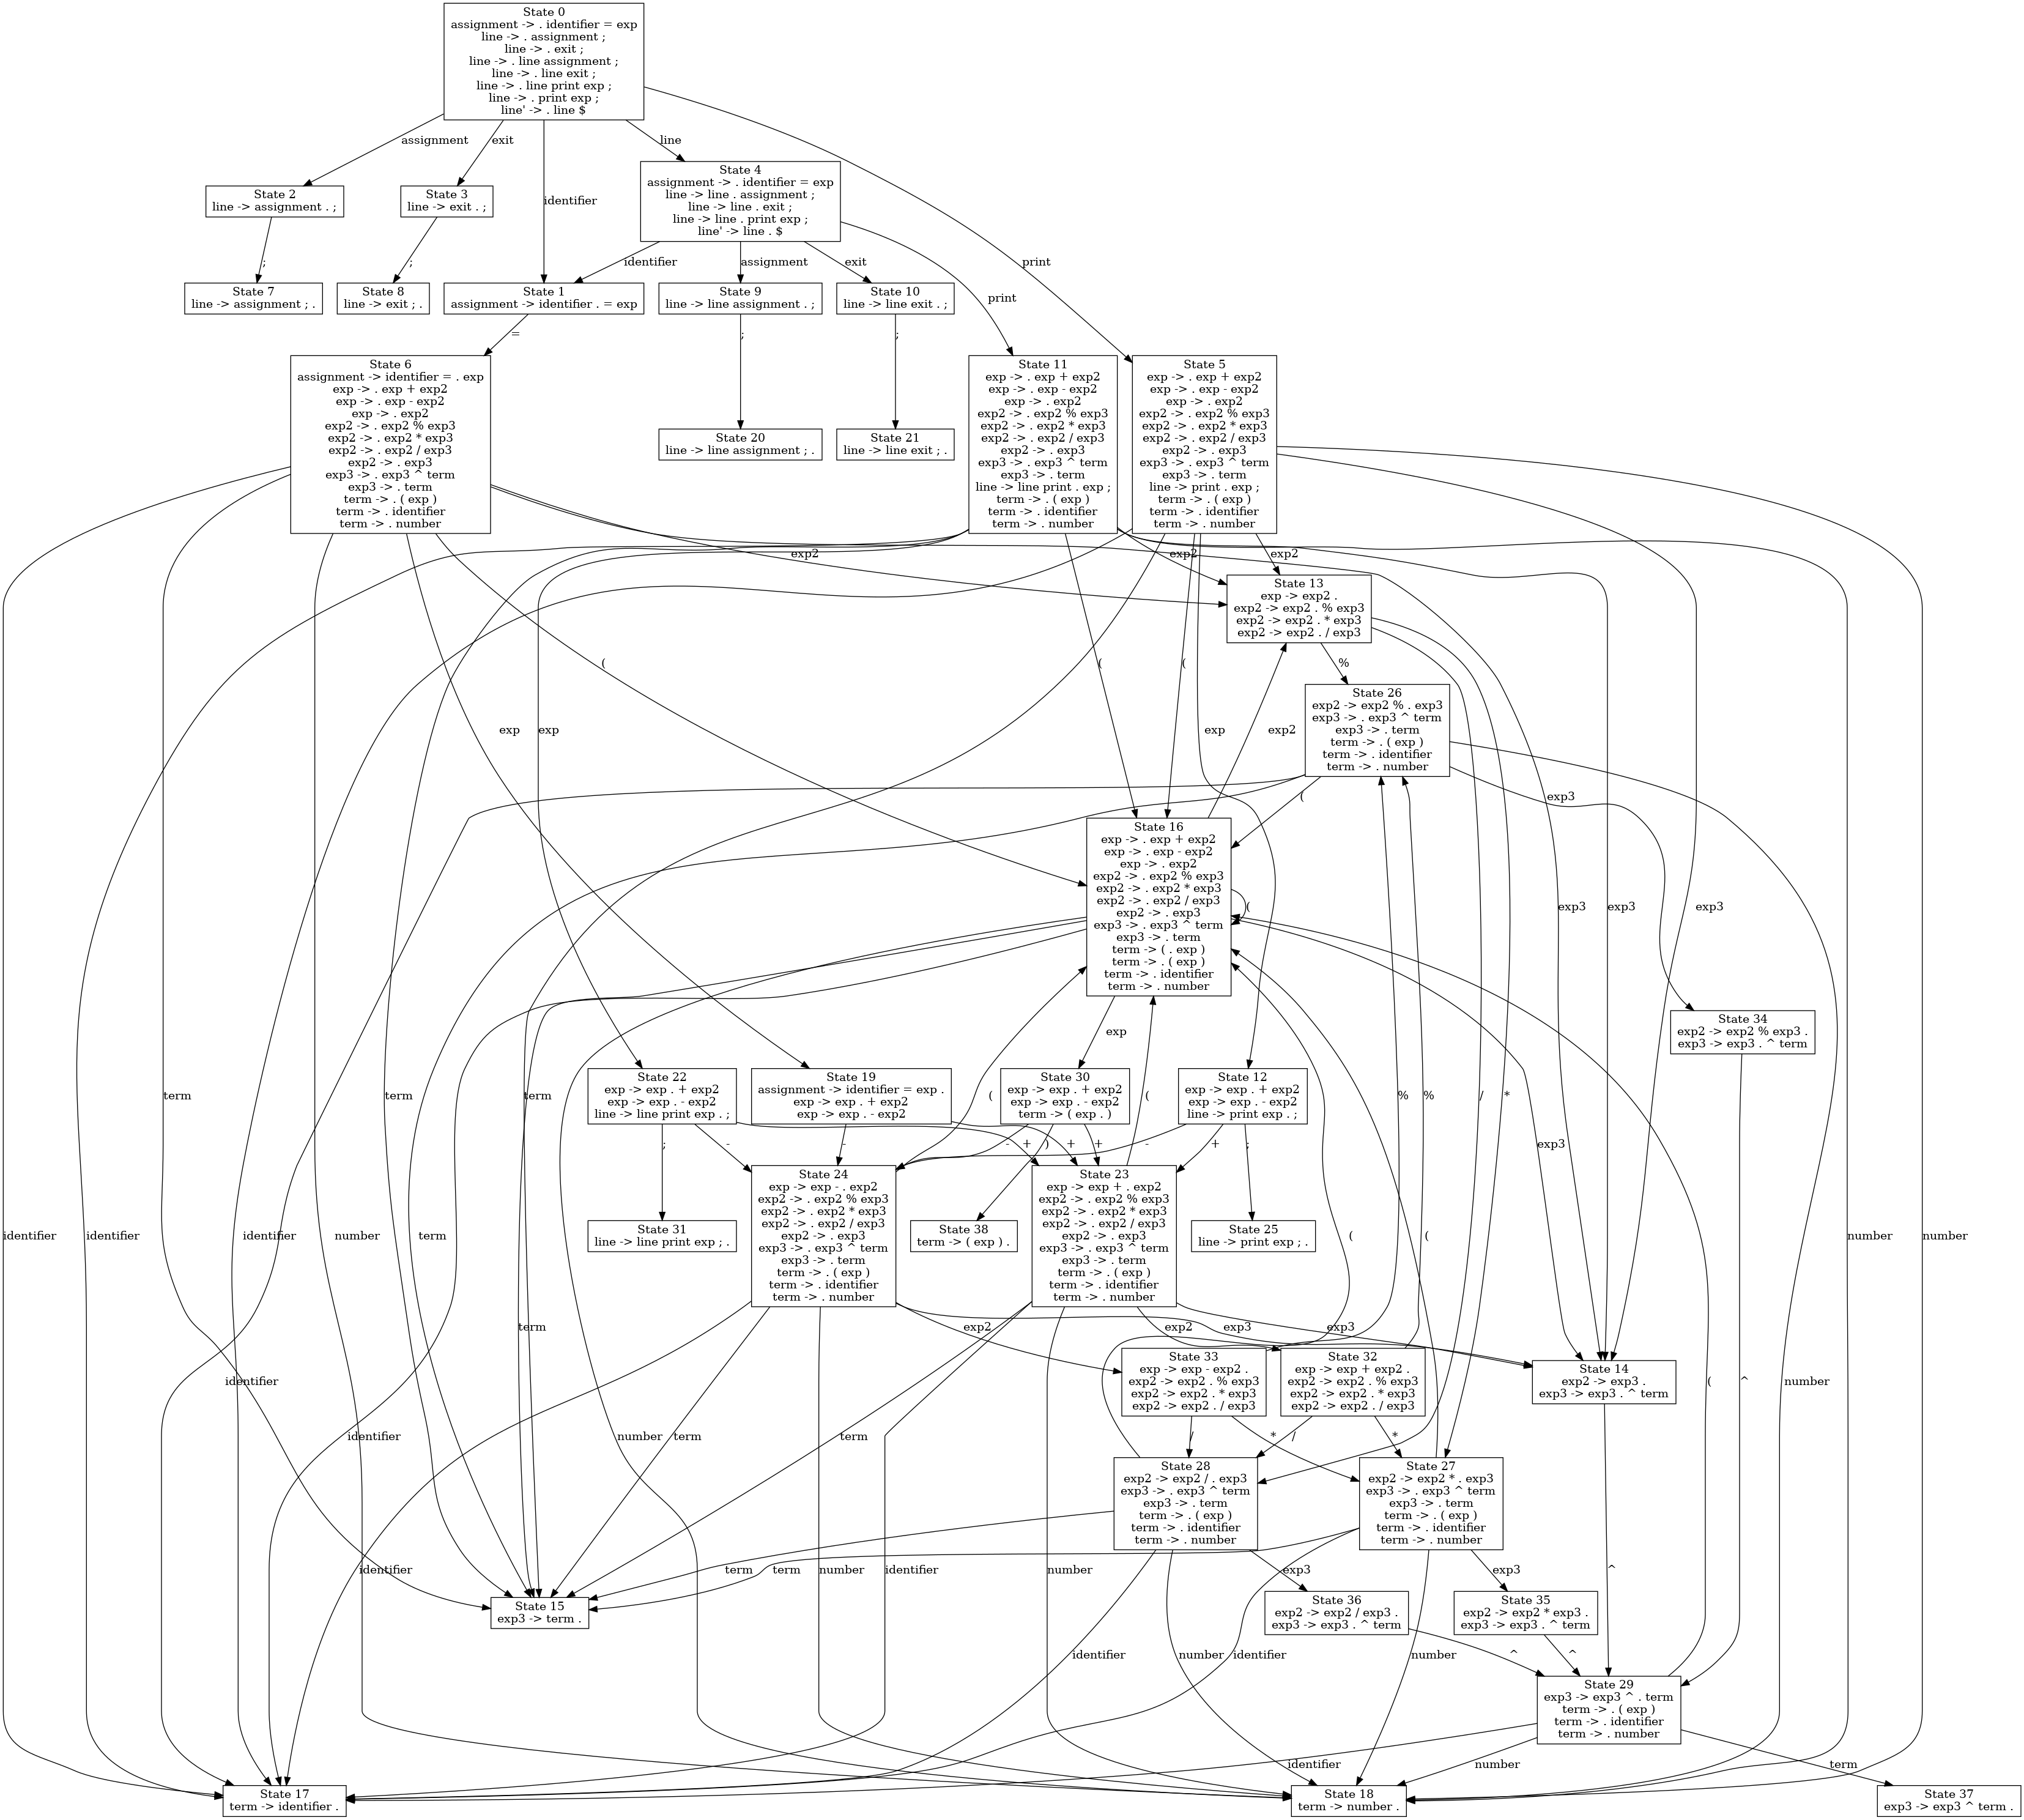 State 0
assignment -> . identifier = exp
line -> . assignment ;
line -> . exit ;
line -> . line assignment ;
line -> . line exit ;
line -> . line print exp ;
line -> . print exp ;
line' -> . line $
assignment
exit
line
State 4
assignment -> . identifier = exp
line -> line . assignment ;
line -> line . exit ;
line -> line . print exp ;
line' -> line . $
State 2
line -> assignment . ;
State 3
line -> exit . ;
identifier
print
;
;
identifier
assignment
exit
print
State 7
line -> assignment ; .
State 8
line -> exit ; .
State 1
assignment -> identifier . = exp
State 9
line -> line assignment . ;
State 10
line -> line exit . ;
=
;
;
State 6
assignment -> identifier = . exp
exp -> . exp + exp2
exp -> . exp - exp2
exp -> . exp2
exp2 -> . exp2 % exp3
exp2 -> . exp2 * exp3
exp2 -> . exp2 / exp3
exp2 -> . exp3
exp3 -> . exp3 ^ term
exp3 -> . term
term -> . ( exp )
term -> . identifier
term -> . number
State 20
line -> line assignment ; .
State 21
line -> line exit ; .
State 11
exp -> . exp + exp2
exp -> . exp - exp2
exp -> . exp2
exp2 -> . exp2 % exp3
exp2 -> . exp2 * exp3
exp2 -> . exp2 / exp3
exp2 -> . exp3
exp3 -> . exp3 ^ term
exp3 -> . term
line -> line print . exp ;
term -> . ( exp )
term -> . identifier
term -> . number
State 5
exp -> . exp + exp2
exp -> . exp - exp2
exp -> . exp2
exp2 -> . exp2 % exp3
exp2 -> . exp2 * exp3
exp2 -> . exp2 / exp3
exp2 -> . exp3
exp3 -> . exp3 ^ term
exp3 -> . term
line -> print . exp ;
term -> . ( exp )
term -> . identifier
term -> . number
exp2
exp2
exp2
State 13
exp -> exp2 .
exp2 -> exp2 . % exp3
exp2 -> exp2 . * exp3
exp2 -> exp2 . / exp3
(
(
(
%
State 26
exp2 -> exp2 % . exp3
exp3 -> . exp3 ^ term
exp3 -> . term
term -> . ( exp )
term -> . identifier
term -> . number
exp
exp
exp
exp2
(
exp3
State 16
exp -> . exp + exp2
exp -> . exp - exp2
exp -> . exp2
exp2 -> . exp2 % exp3
exp2 -> . exp2 * exp3
exp2 -> . exp2 / exp3
exp2 -> . exp3
exp3 -> . exp3 ^ term
exp3 -> . term
term -> ( . exp )
term -> . ( exp )
term -> . identifier
term -> . number
(
exp3
exp3
exp3
exp
State 34
exp2 -> exp2 % exp3 .
exp3 -> exp3 . ^ term
State 22
exp -> exp . + exp2
exp -> exp . - exp2
line -> line print exp . ;
State 19
assignment -> identifier = exp .
exp -> exp . + exp2
exp -> exp . - exp2
State 30
exp -> exp . + exp2
exp -> exp . - exp2
term -> ( exp . )
State 12
exp -> exp . + exp2
exp -> exp . - exp2
line -> print exp . ;
term
term
term
(
(
%
%
/
*
;
-
-
-
+
)
+
+
-
+
;
exp3
State 24
exp -> exp - . exp2
exp2 -> . exp2 % exp3
exp2 -> . exp2 * exp3
exp2 -> . exp2 / exp3
exp2 -> . exp3
exp3 -> . exp3 ^ term
exp3 -> . term
term -> . ( exp )
term -> . identifier
term -> . number
State 23
exp -> exp + . exp2
exp2 -> . exp2 % exp3
exp2 -> . exp2 * exp3
exp2 -> . exp2 / exp3
exp2 -> . exp3
exp3 -> . exp3 ^ term
exp3 -> . term
term -> . ( exp )
term -> . identifier
term -> . number
State 31
line -> line print exp ; .
State 38
term -> ( exp ) .
State 25
line -> print exp ; .
identifier
identifier
identifier
number
term
(
(
number
number
term
exp2
exp3
exp2
exp3
State 33
exp -> exp - exp2 .
exp2 -> exp2 . % exp3
exp2 -> exp2 . * exp3
exp2 -> exp2 . / exp3
State 32
exp -> exp + exp2 .
exp2 -> exp2 . % exp3
exp2 -> exp2 . * exp3
exp2 -> exp2 . / exp3
State 14
exp2 -> exp3 .
exp3 -> exp3 . ^ term
identifier
(
^
number
identifier
number
term
term
/
*
/
*
State 28
exp2 -> exp2 / . exp3
exp3 -> . exp3 ^ term
exp3 -> . term
term -> . ( exp )
term -> . identifier
term -> . number
State 27
exp2 -> exp2 * . exp3
exp3 -> . exp3 ^ term
exp3 -> . term
term -> . ( exp )
term -> . identifier
term -> . number
identifier
number
identifier
number
term
term
exp3
exp3
^
State 15
exp3 -> term .
State 36
exp2 -> exp2 / exp3 .
exp3 -> exp3 . ^ term
State 35
exp2 -> exp2 * exp3 .
exp3 -> exp3 . ^ term
identifier
number
identifier
number
^
^
State 29
exp3 -> exp3 ^ . term
term -> . ( exp )
term -> . identifier
term -> . number
identifier
number
term
State 17
term -> identifier .
State 18
term -> number .
State 37
exp3 -> exp3 ^ term .